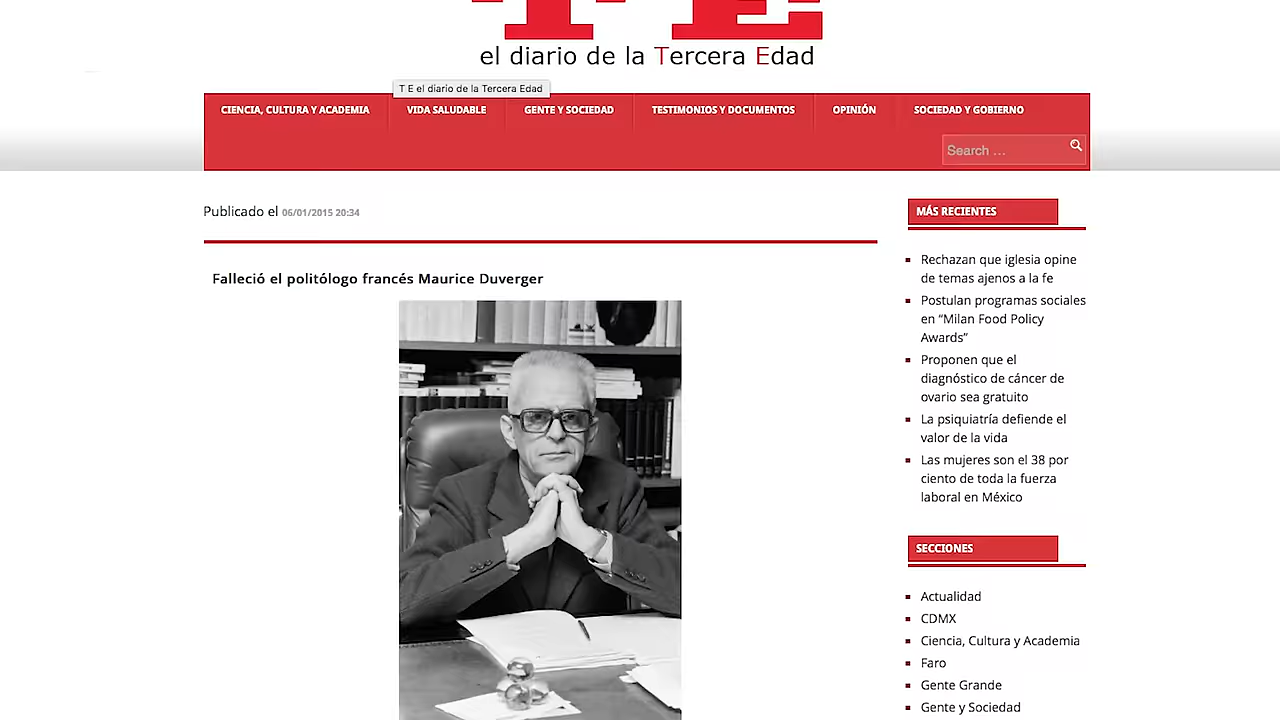 T E
el diario de la Tercera Edad
T E el diario de la Tercera Edad
CIENCIA, CULTURA Y ACADEMIA
VIDA SALUDABLE
GENTE Y SOCIEDAD
TESTIMONIOS Y DOCUMENTOS
OPINIÓN
SOCIEDAD Y GOBIERNO
Search …
Publicado el 06/01/2015 20:34
Falleció el politólogo francés Maurice Duverger
MÁS RECIENTES
Rechazan que iglesia opine
de temas ajenos a la fe
Postulan programas sociales
en “Milan Food Policy
Awards”
Proponen que el
diagnóstico de cáncer de
ovario sea gratuito
La psiquiatría defiende el
valor de la vida
Las mujeres son el 38 por
ciento de toda la fuerza
laboral en México
SECCIONES
Actualidad
CDMX
Ciencia, Cultura y Academia
Faro
Gente Grande
Gente y Sociedad